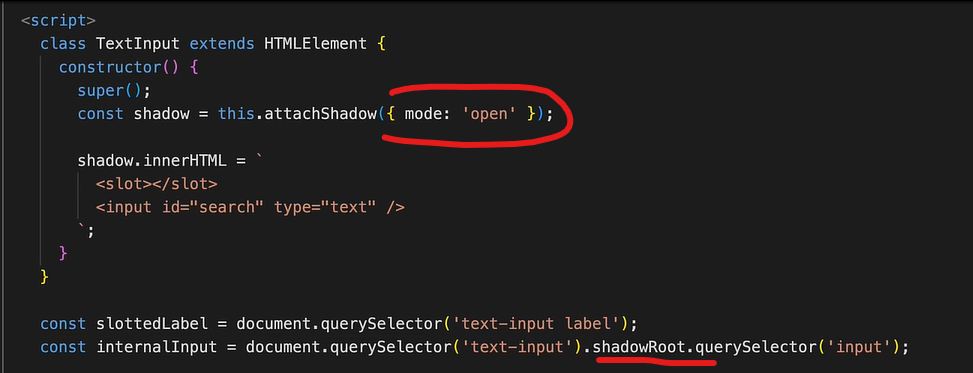 <script>
class TextInput extends HTMLElement {
constructor() {
super();
const shadow = this.attachShadow({ mode: 'open' });
shadow.innerHTML = `
<slot></slot>
<input id="search" type="text" />
`;
}
}
const slottedLabel = document.querySelector('text-input label');
const internalInput = document.querySelector('text-input').shadowRoot.querySelector('input');